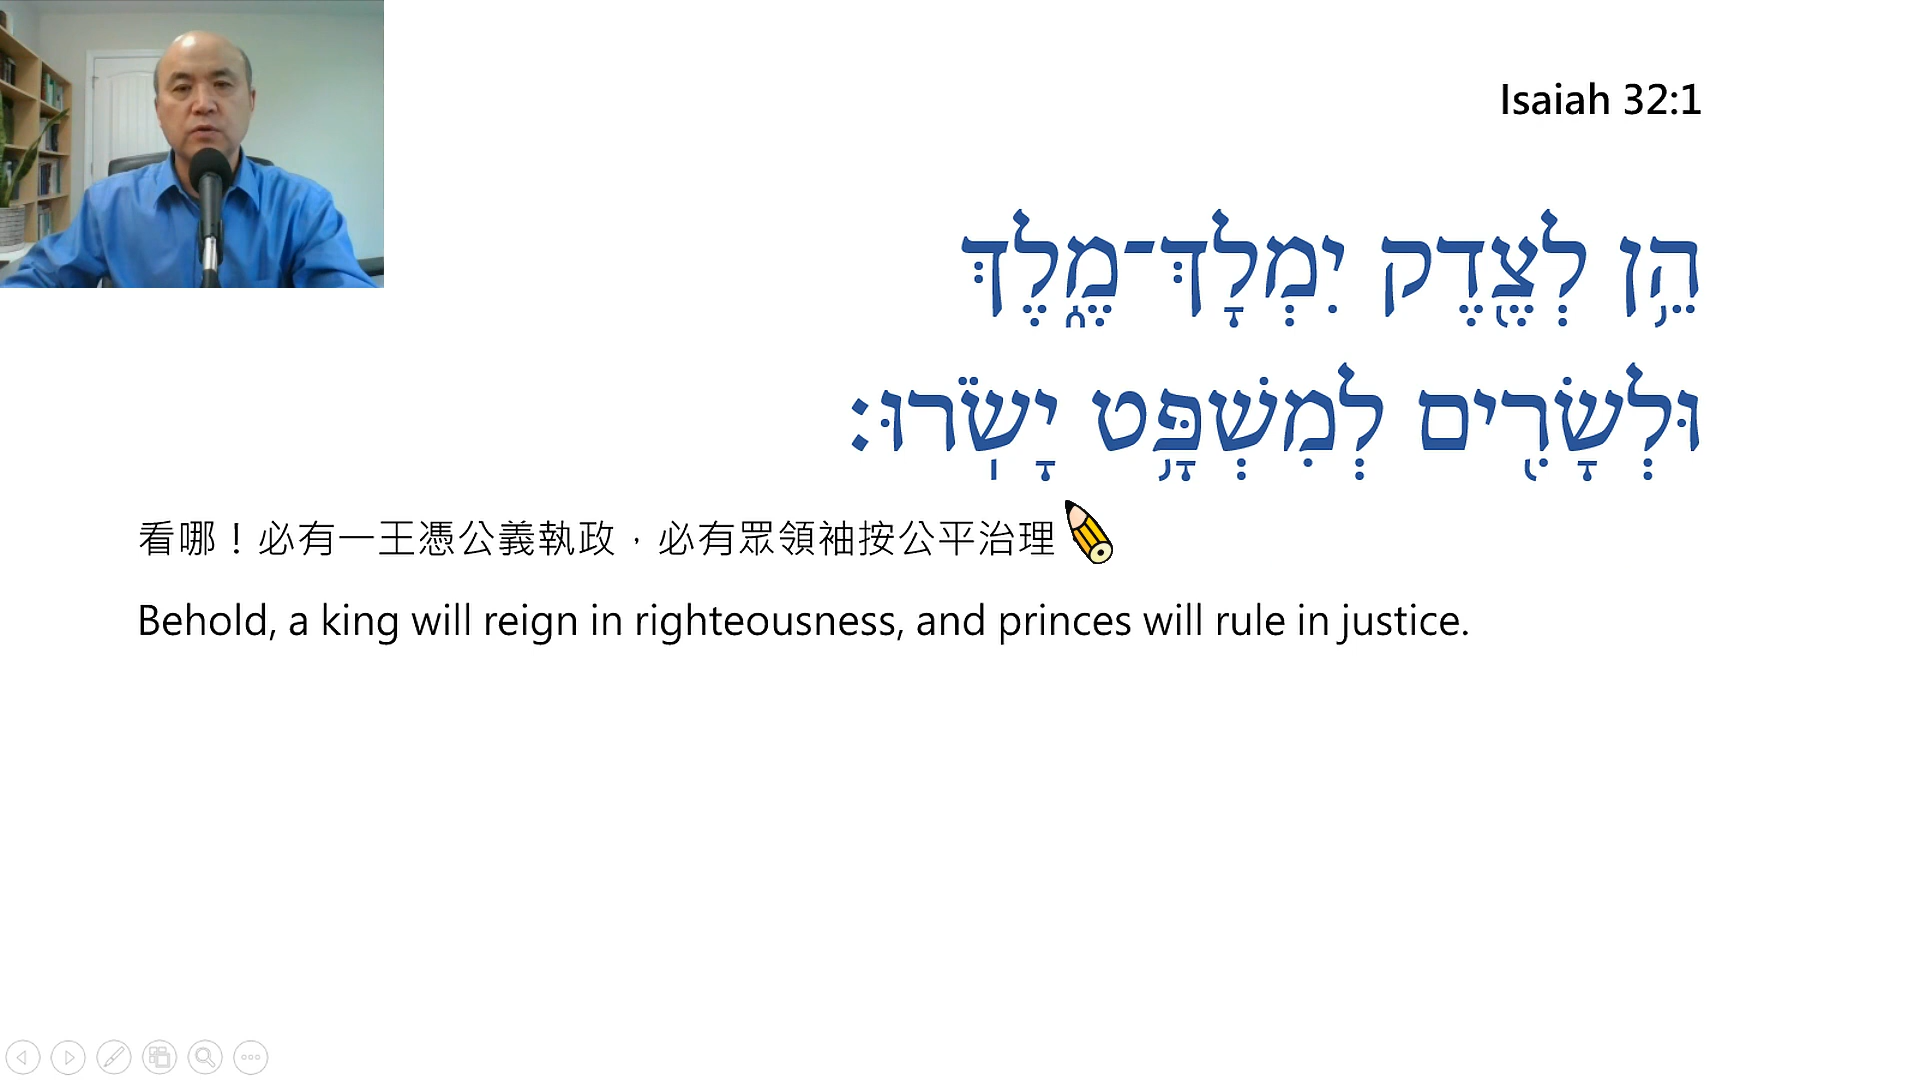 Isaiah 32:1
הֵ֥ן לְצֶ֖דֶק יִמְלָךְ־מֶ֑לֶךְ
וּלְשָׂרִ֖ים לְמִשְׁפָּ֥ט יָשֹֽׂרוּ׃
看哪！必有一王憑公義執政，必有眾領袖按公平治理
Behold, a king will reign in righteousness, and princes will rule in justice.